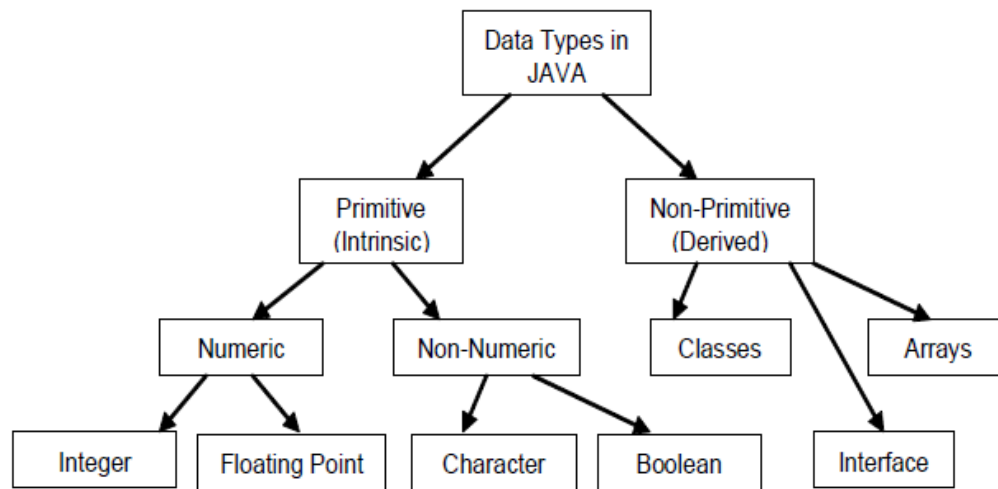 Data Types in
JAVA
Primitive
(Intrinsic)
Non-Primitive
(Derived)
Numeric
Non-Numeric
Classes
Arrays
Integer
Floating Point
Character
Boolean
Interface